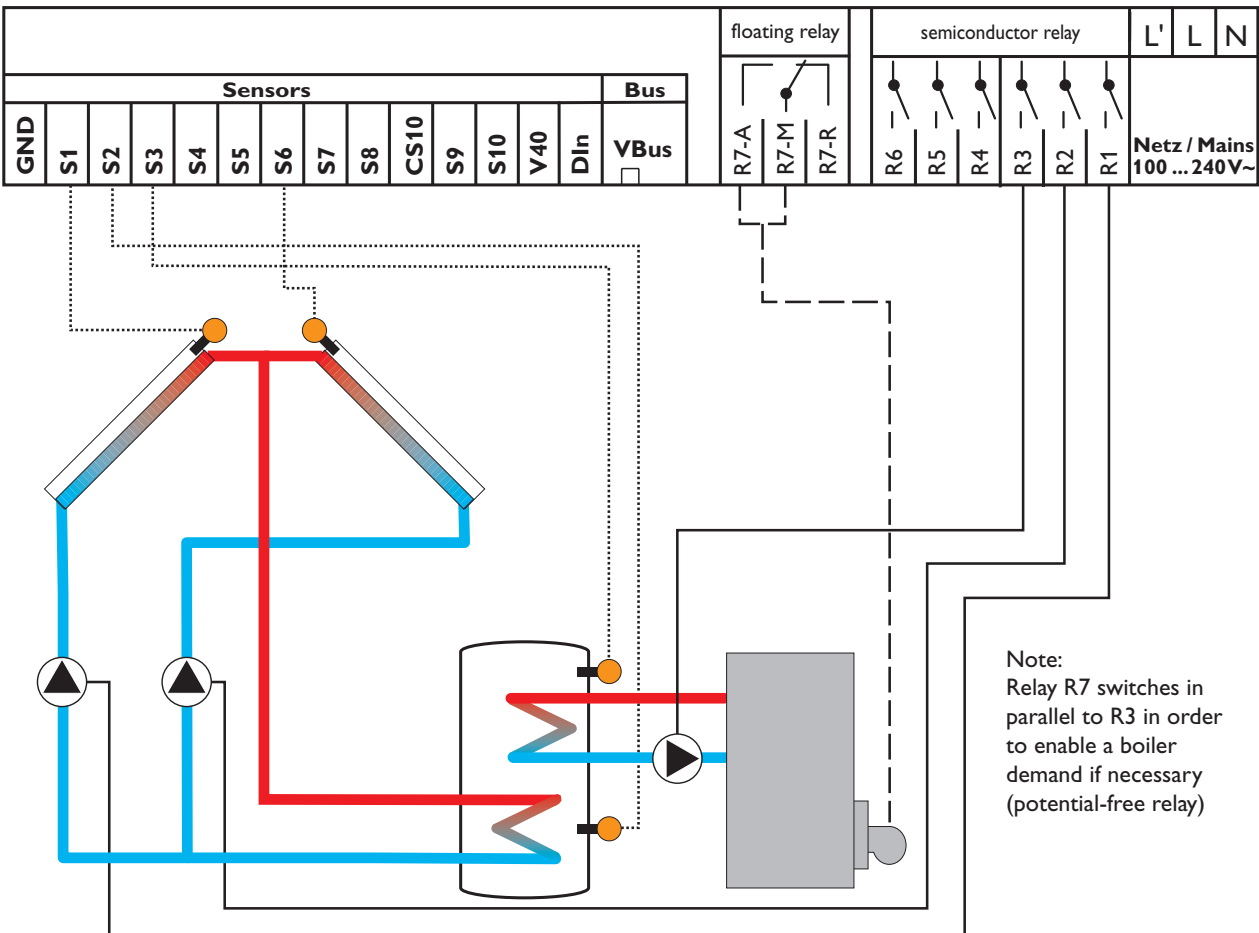 floating relay
semiconductor relay
L' L N
Sensors
Bus
GND S1 S2 S3 S4 S5 S6 S7 S8 CS10 S9 S10 V40 DIn
VBus
R7-A R7-M R7-R
R6 R5 R4 R3 R2 R1
Netz / Mains
100 ... 240 V~
Note:
Relay R7 switches in
parallel to R3 in order
to enable a boiler
demand if necessary
(potential-free relay)